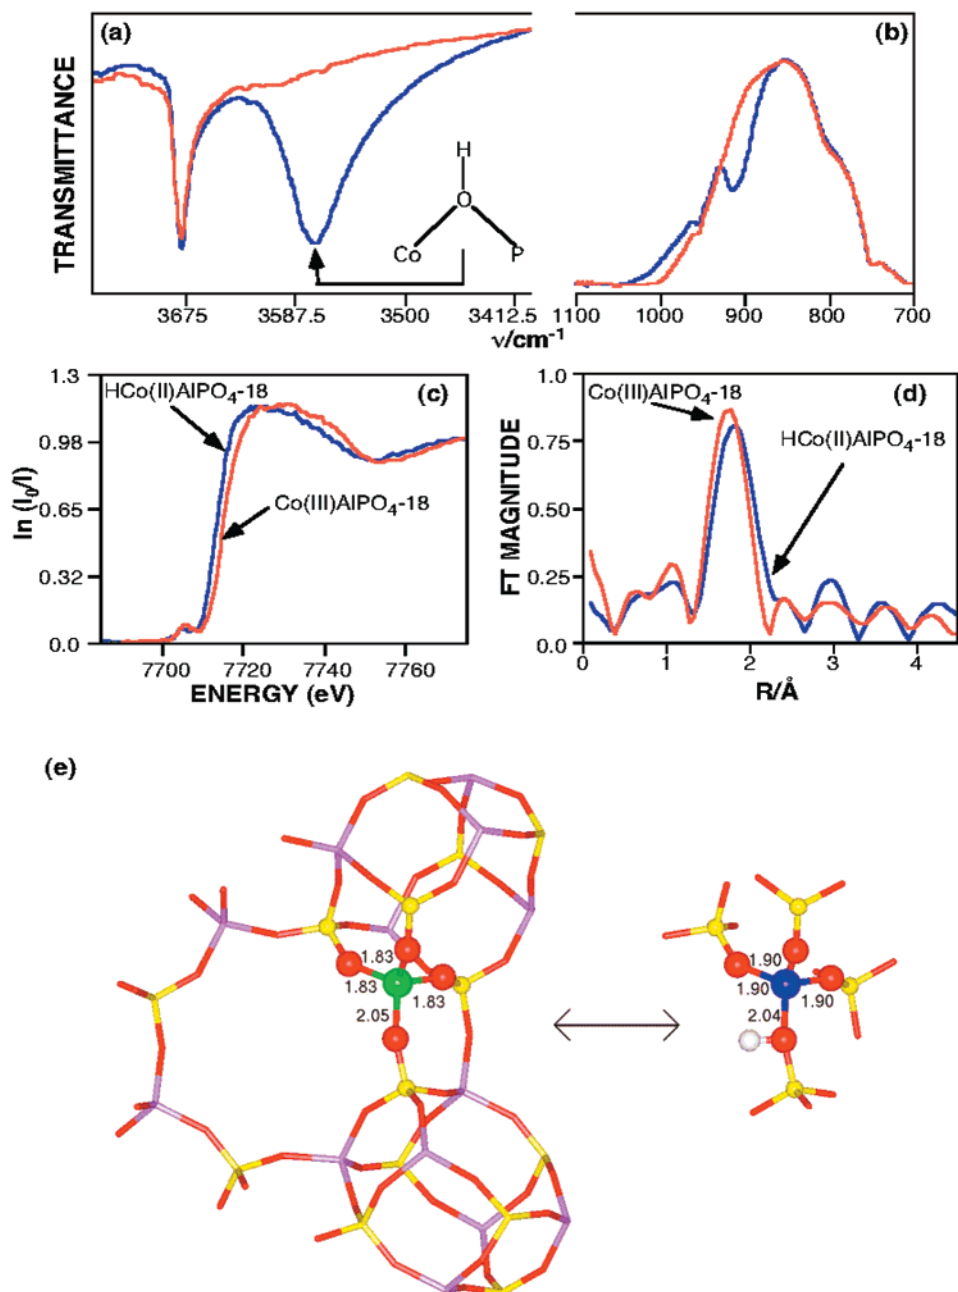 (a)
(b)
TRANSMITTANCE
H
O
Co
P
3675
3587.5
3500
3412.5
1100
1000
900
800
700
ν/cm⁻¹
(c)
HCo(II)AlPO₄-18
Co(III)AlPO₄-18
ln (I₀/I)
1.3
0.98
0.65
0.32
0.0
7700
7720
7740
7760
ENERGY (eV)
(d)
Co(III)AlPO₄-18
HCo(II)AlPO₄-18
FT MAGNITUDE
1.0
0.75
0.50
0.25
0.0
0
1
2
3
4
R/Å
(e)
1.83
1.83
1.83
2.05
1.90
1.90
1.90
2.04